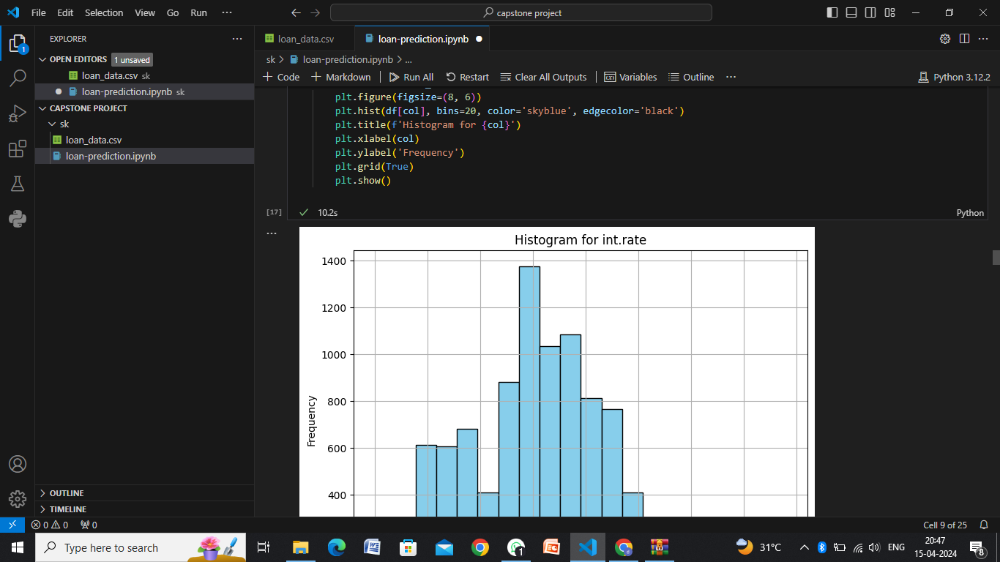 File Edit Selection View Go Run ···
capstone project
EXPLORER ···
OPEN EDITORS 1 unsaved
loan_data.csv sk
loan-prediction.ipynb sk
CAPSTONE PROJECT
sk
loan_data.csv
loan-prediction.ipynb
OUTLINE
TIMELINE
1
loan_data.csv loan-prediction.ipynb
···
sk > loan-prediction.ipynb > ...
+ Code + Markdown Run All Restart Clear All Outputs Variables Outline ··· Python 3.12.2
plt.figure(figsize=(8, 6))
plt.hist(df[col], bins=20, color='skyblue', edgecolor='black')
plt.title(f'Histogram for {col}')
plt.xlabel(col)
plt.ylabel('Frequency')
plt.grid(True)
plt.show()
[17] 10.2s Python
···
Histogram for int.rate
1400
1200
1000
800
600
400
Frequency
0 0 0 Cell 9 of 25
Type here to search 1 31°C ENG 20:47
15-04-2024 8